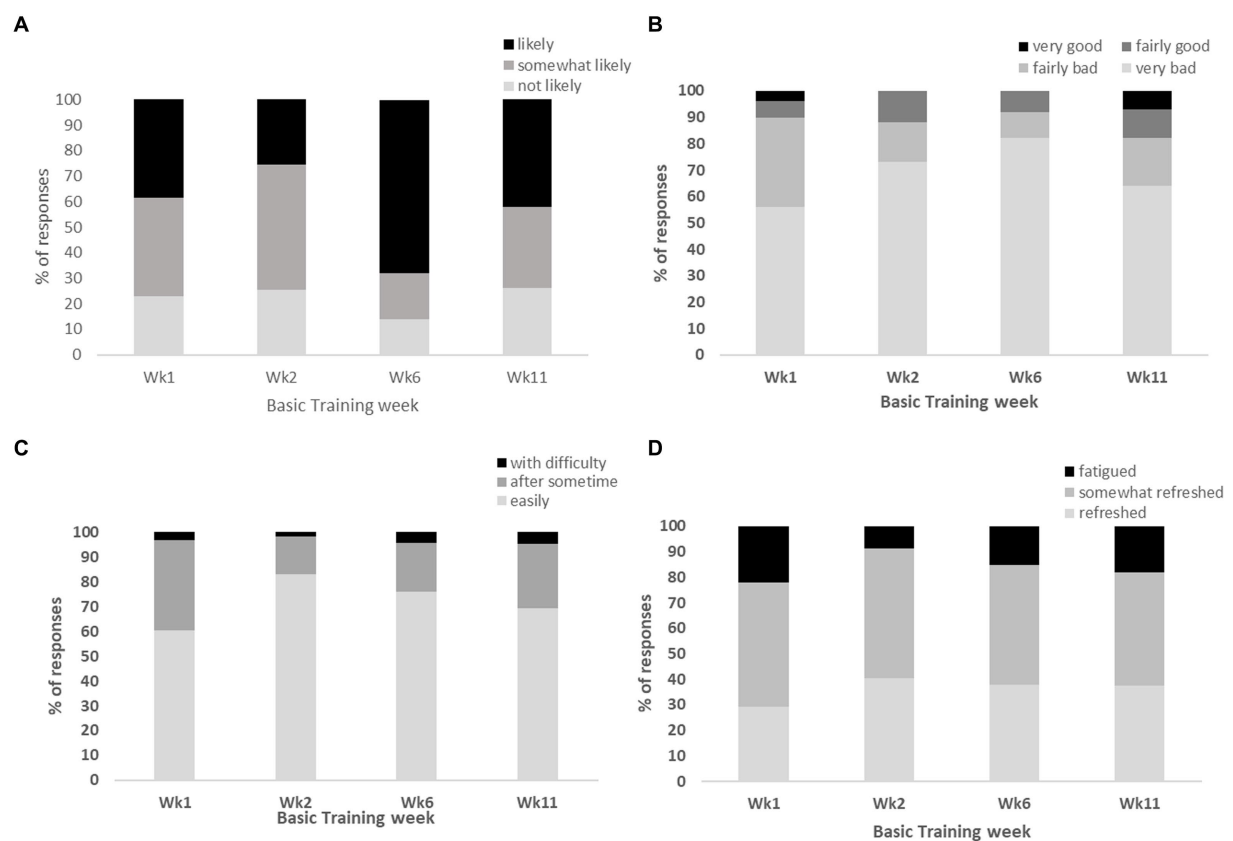 A
likely
somewhat likely
not likely
100
90
80
70
60
50
40
30
20
10
0
% of responses
Wk1 Wk2 Wk6 Wk11
Basic Training week
B
very good fairly good
fairly bad very bad
100
90
80
70
60
50
40
30
20
10
0
% of responses
Wk1 Wk2 Wk6 Wk11
Basic Training week
C
with difficulty
after sometime
easily
100
90
80
70
60
50
40
30
20
10
0
% of responses
Wk1 Wk2 Wk6 Wk11
Basic Training week
D
fatigued
somewhat refreshed
refreshed
100
90
80
70
60
50
40
30
20
10
0
% of responses
Wk1 Wk2 Wk6 Wk11
Basic Training week